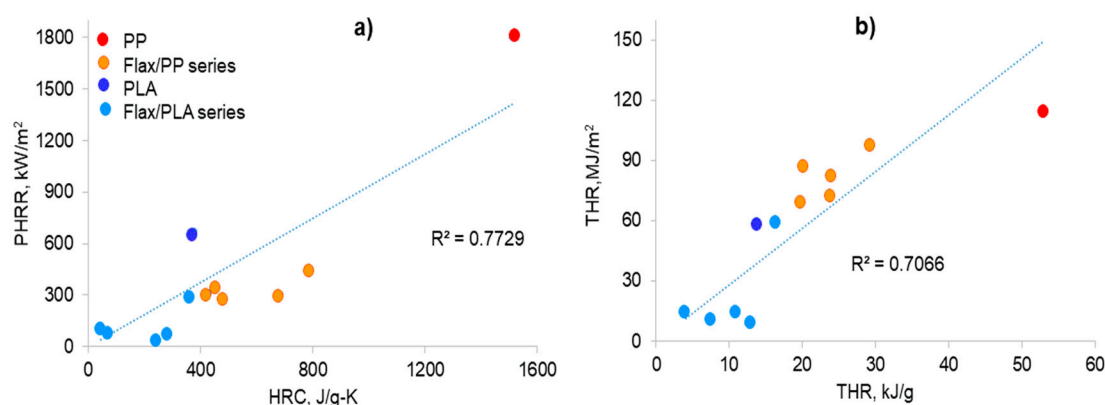 a)
PP
Flax/PP series
PLA
Flax/PLA series
1800
1500
1200
900
600
300
0
PHRR, kW/m²
R² = 0.7729
0 400 800 1200 1600
HRC, J/g-K
b)
150
120
90
60
30
0
THR,MJ/m²
R² = 0.7066
0 10 20 30 40 50 60
THR, kJ/g